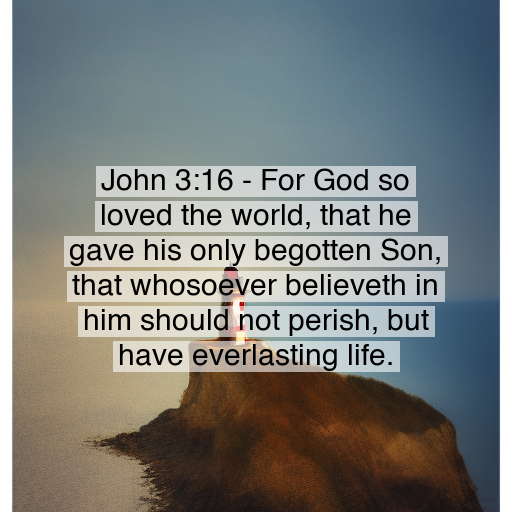 John 3:16 - For God so
loved the world, that he
gave his only begotten Son,
that whosoever believeth in
him should not perish, but
have everlasting life.